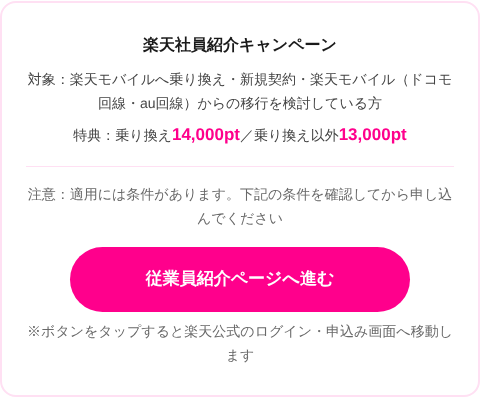 楽天社員紹介キャンペーン
対象：楽天モバイルへ乗り換え・新規契約・楽天モバイル（ドコモ
回線・au回線）からの移行を検討している方
特典：乗り換え14,000pt／乗り換え以外13,000pt
注意：適用には条件があります。下記の条件を確認してから申し込
んでください
従業員紹介ページへ進む
※ボタンをタップすると楽天公式のログイン・申込み画面へ移動し
ます